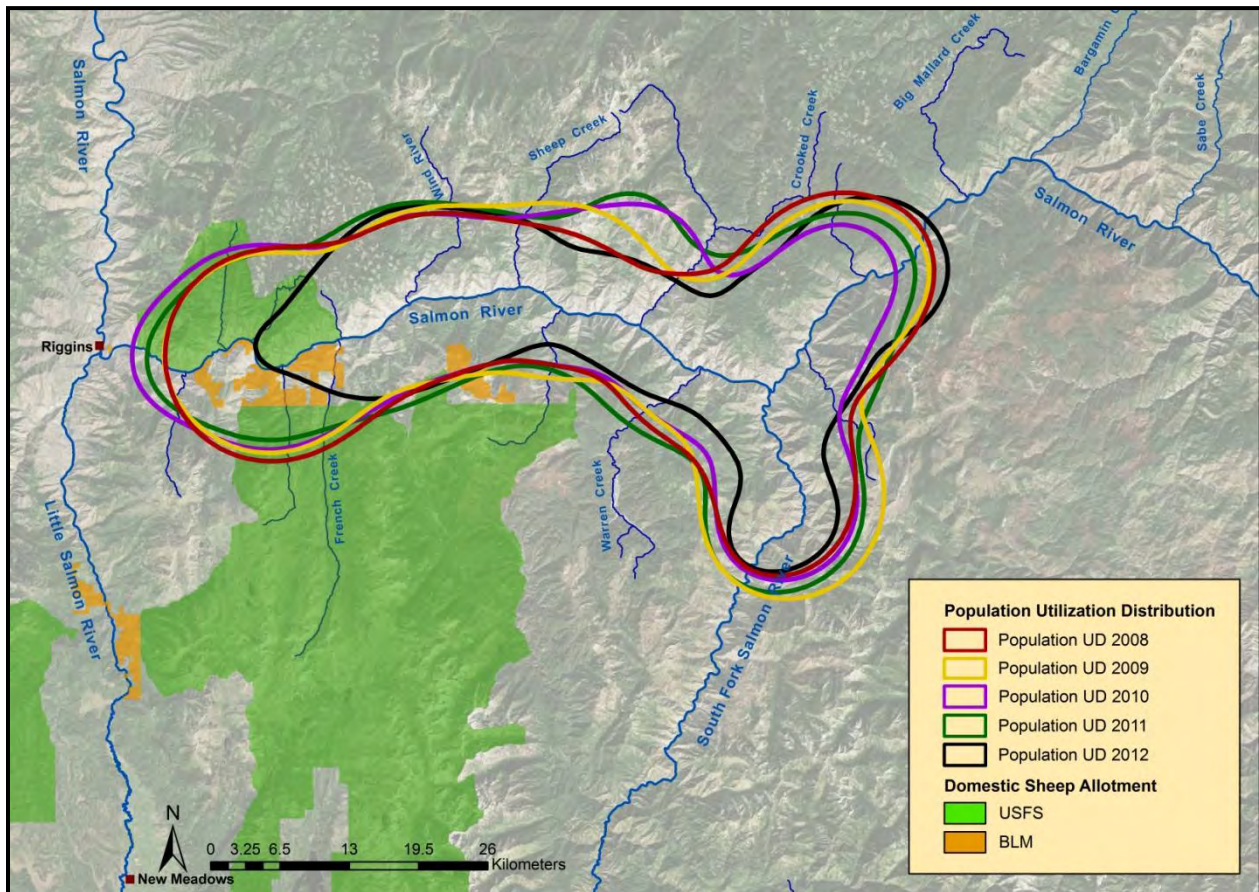 Salmon River
Wind River
Sheep Creek
Crooked Creek
Big Mallard Creek
Bargamin Creek
Sabe Creek
Salmon River
Salmon River
Riggins
French Creek
Warren Creek
Little Salmon River
South Fork Salmon River
Population Utilization Distribution
Population UD 2008
Population UD 2009
Population UD 2010
Population UD 2011
Population UD 2012
Domestic Sheep Allotment
USFS
BLM
N
0 3.25 6.5 13 19.5 26
Kilometers
New Meadows